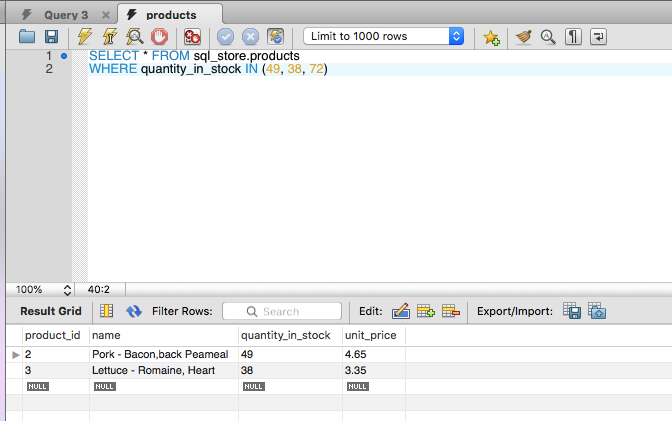 Query 3 × products
Limit to 1000 rows
1 SELECT * FROM sql_store.products
2 WHERE quantity_in_stock IN (49, 38, 72)
100% 40:2
Result Grid Filter Rows: Search Edit: Export/Import:
product_id name quantity_in_stock unit_price
2 Pork - Bacon,back Peameal 49 4.65
3 Lettuce - Romaine, Heart 38 3.35
NULL NULL NULL NULL